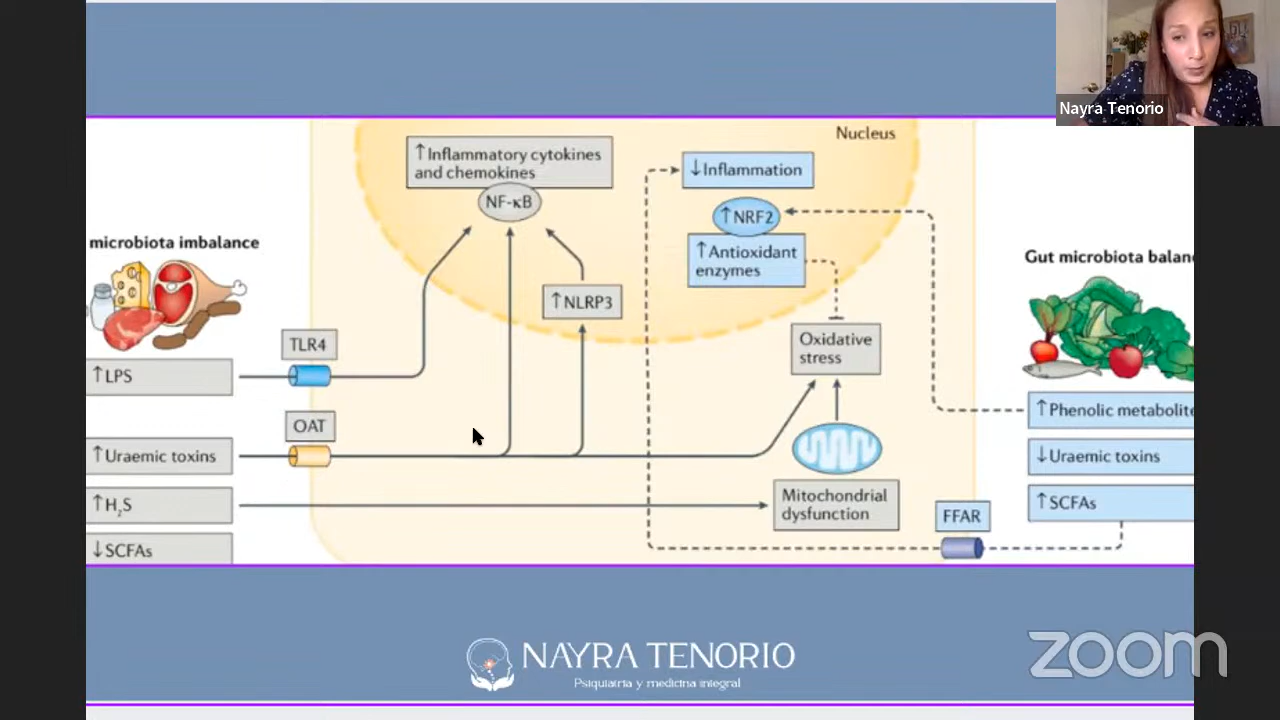 Nayra Tenorio
Nucleus
↑Inflammatory cytokines
and chemokines
NF-κB
↓Inflammation
↑NRF2
↑Antioxidant
enzymes
microbiota imbalance
↑NLRP3
Gut microbiota balan
TLR4
Oxidative
stress
↑LPS
↑Phenolic metabolite
OAT
↑Uraemic toxins
↓Uraemic toxins
↑H₂S
Mitochondrial
dysfunction
FFAR
↑SCFAs
↓SCFAs
NAYRA TENORIO
Psiquiatría y medicina integral
zoom